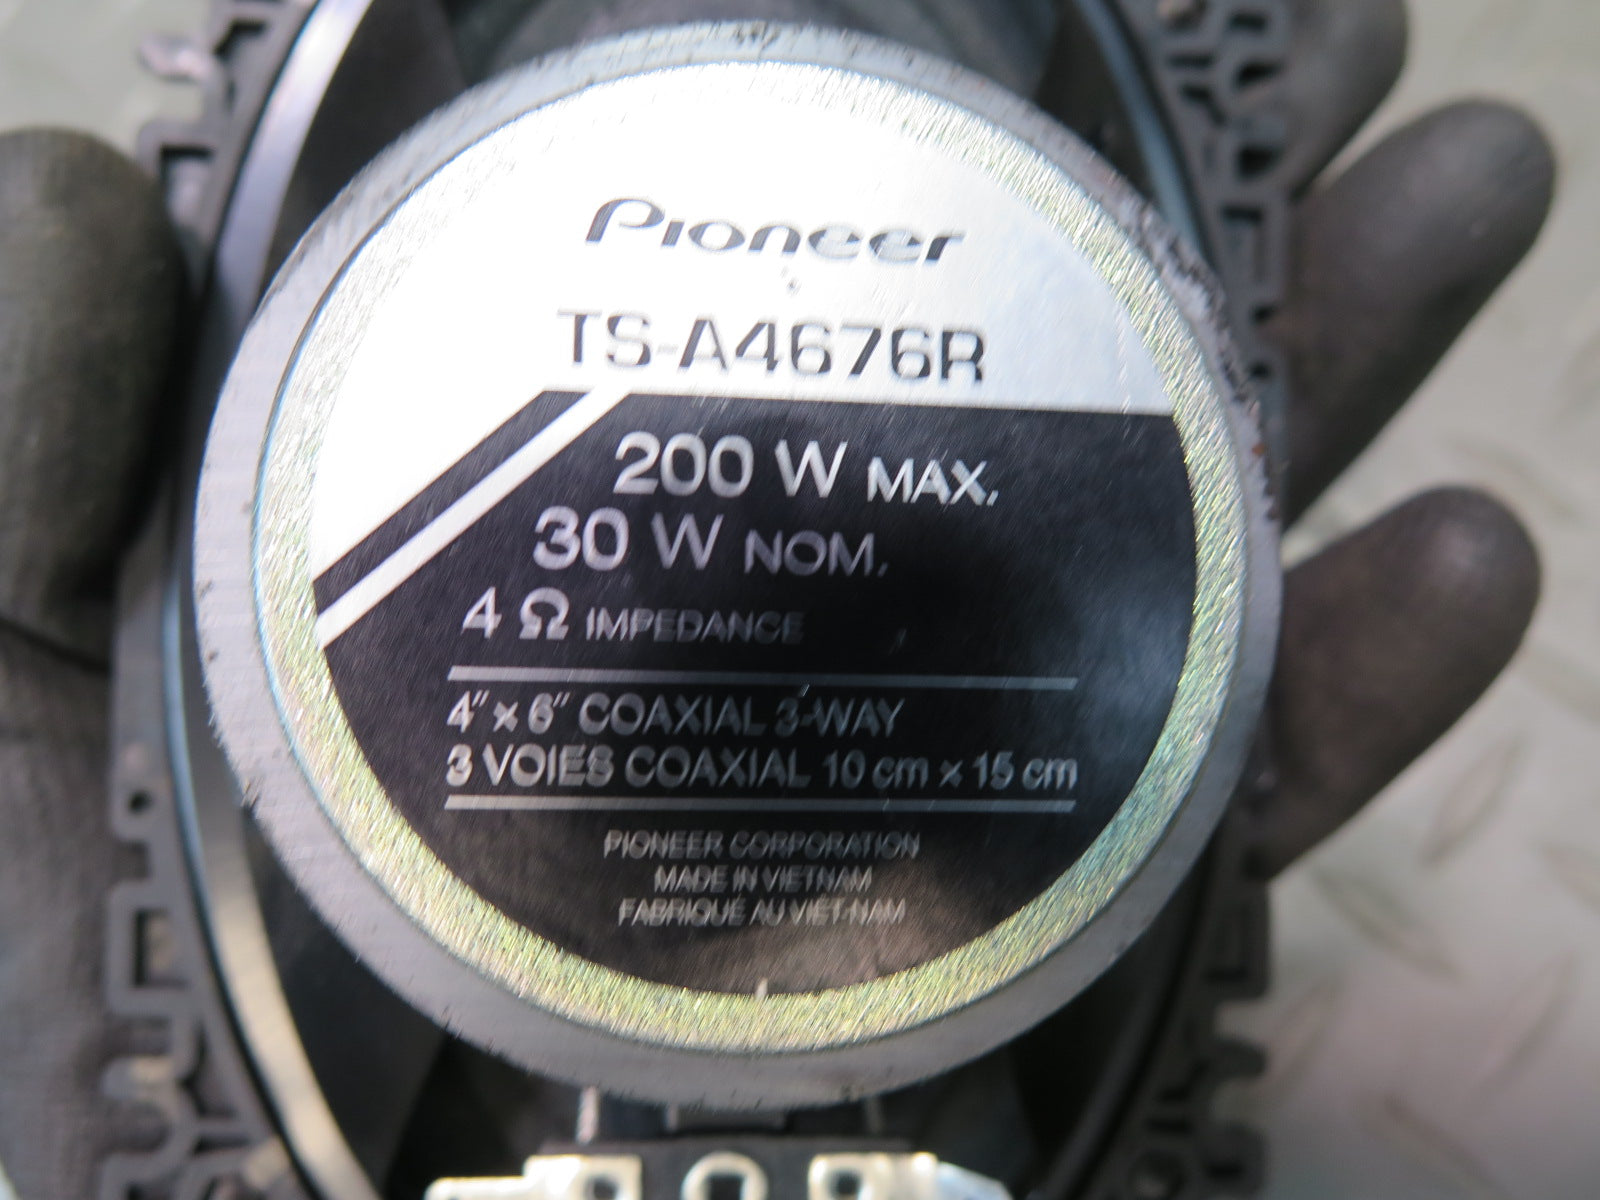 Pioneer
TS-A4676R
200 W MAX.
30 W NOM.
4 Ω IMPEDANCE
4" x 6" COAXIAL 3-WAY
3 VOIES COAXIAL 10 cm x 15 cm
PIONEER CORPORATION
MADE IN VIETNAM
FABRIQUÉ AU VIÊT-NAM